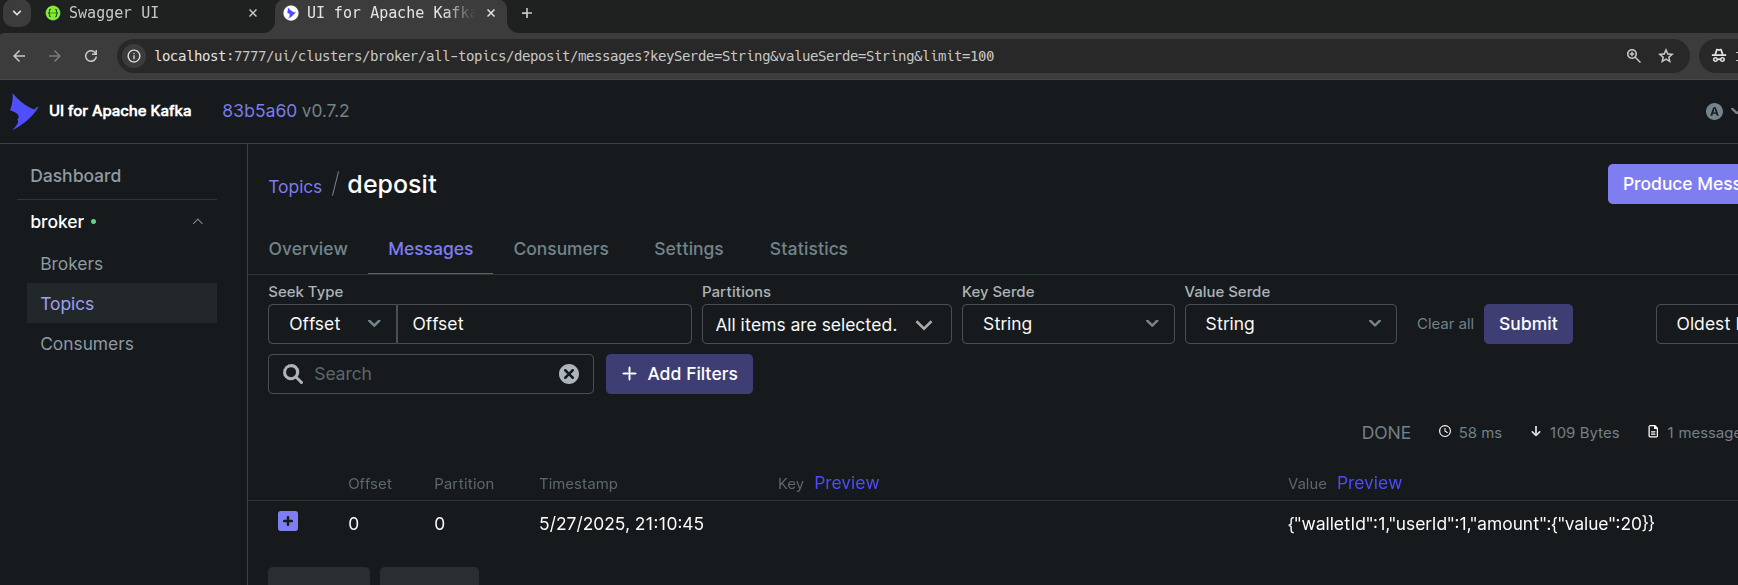 Swagger UI
UI for Apache Kafk
localhost:7777/ui/clusters/broker/all-topics/deposit/messages?keySerde=String&valueSerde=String&limit=100
UI for Apache Kafka 83b5a60 v0.7.2
A
Dashboard
broker
Brokers
Topics
Consumers
Topics / deposit
Produce Mess
Overview Messages Consumers Settings Statistics
Seek Type Partitions Key Serde Value Serde
Offset Offset All items are selected. String String Clear all Submit Oldest
Search Add Filters
DONE 58 ms 109 Bytes 1 message
Offset Partition Timestamp Key Preview Value Preview
0 0 5/27/2025, 21:10:45 {"walletId":1,"userId":1,"amount":{"value":20}}